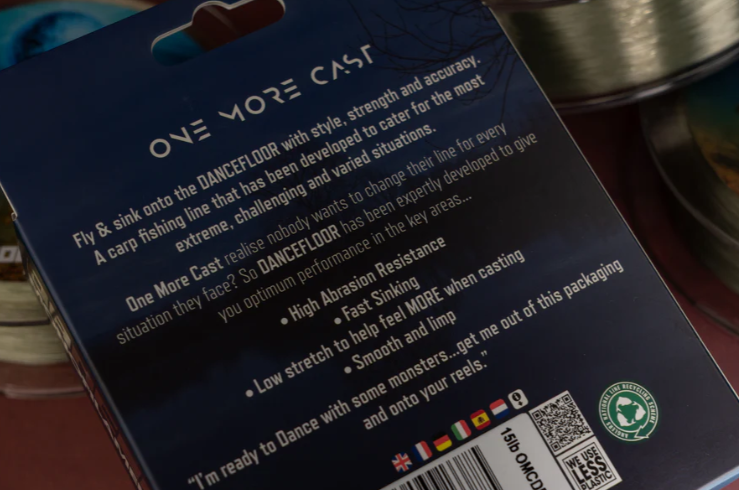 ONE MORE CAST
Fly & sink onto the DANCEFLOOR with style, strength and accuracy.
A carp fishing line that has been developed to cater for the most
extreme, challenging and varied situations.
One More Cast realise nobody wants to change their line for every
situation they face? So DANCEFLOOR has been expertly developed to give
you optimum performance in the key areas...
• High Abrasion Resistance
• Fast Sinking
• Low stretch to help feel MORE when casting
• Smooth and limp
“I'm ready to Dance with some monsters...get me out of this packaging
and onto your reels.”
15lb OMCD
WE USE
LESS
PLASTIC
ANGLERS NATIONAL LINE RECYCLING SCHEME